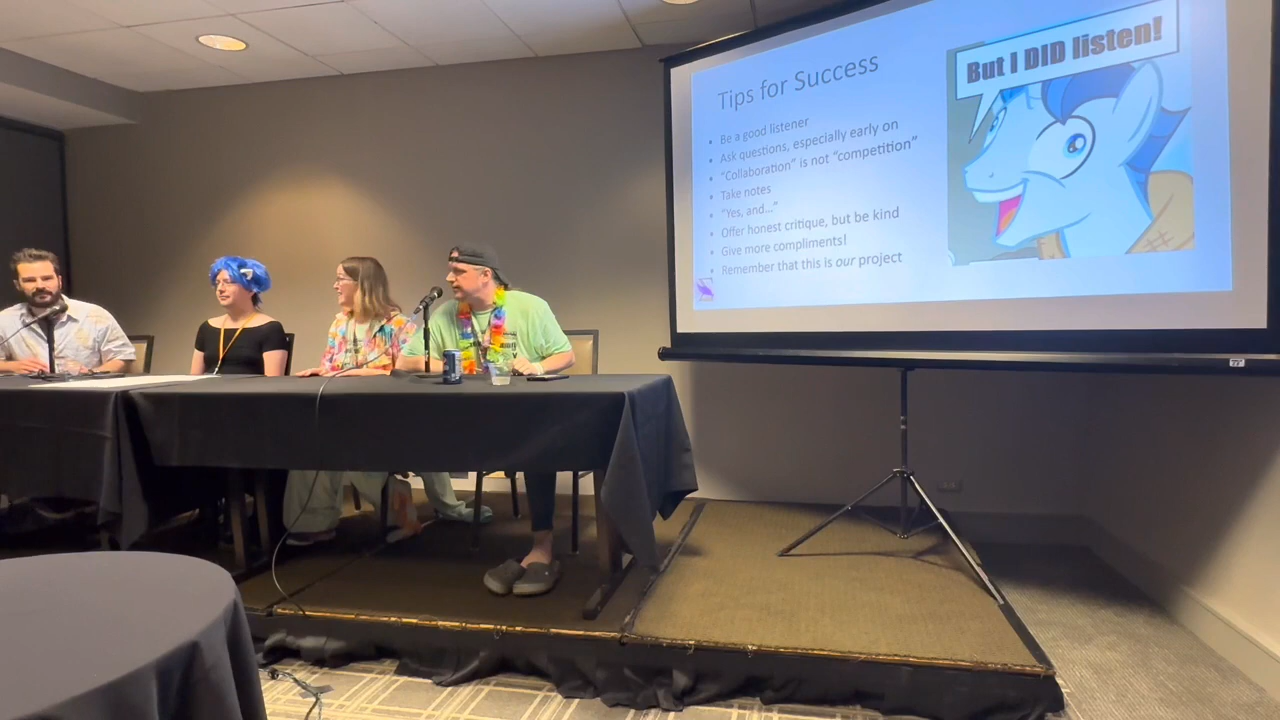 Tips for Success
• Be a good listener
• Ask questions, especially early on
• “Collaboration” is not “competition”
• Take notes
• “Yes, and...”
• Offer honest critique, but be kind
• Give more compliments!
• Remember that this is our project
But I DID listen!